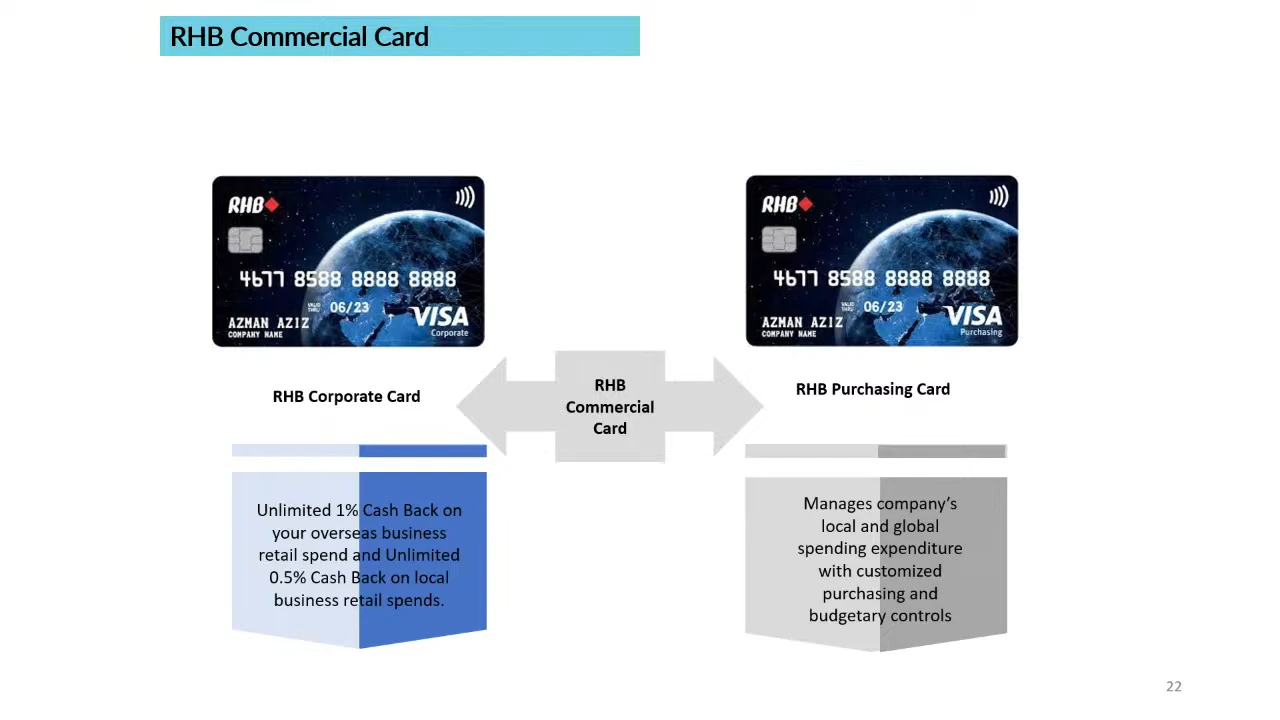 RHB Commercial Card
RHB
4677 8588 8888 8888
VALID THRU 06/23
AZMAN AZIZ
COMPANY NAME
VISA
Corporate
RHB
4677 8588 8888 8888
VALID THRU 06/23
AZMAN AZIZ
COMPANY NAME
VISA
Purchasing
RHB Corporate Card
RHB
Commercial
Card
RHB Purchasing Card
Unlimited 1% Cash Back on
your overseas business
retail spend and Unlimited
0.5% Cash Back on local
business retail spends.
Manages company’s
local and global
spending expenditure
with customized
purchasing and
budgetary controls
22